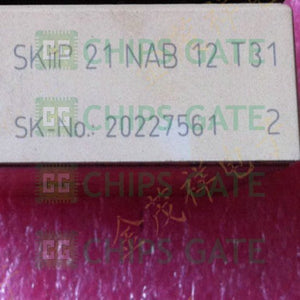 SKiiP 21 NAB 12 T31
SK-No.: 20227561 2
CHIPS GATE
CHIPS GATE
CHIPS GATE